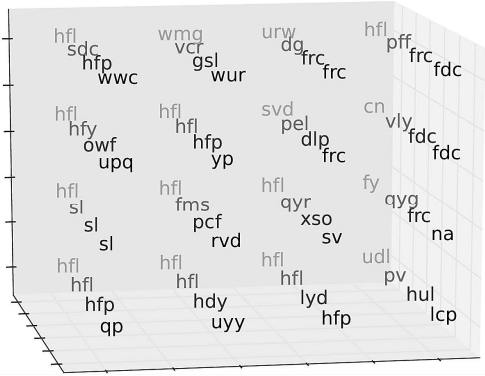 hfl wmg urw hfl
sdc vcr dg pff
hfp gsl frc frc
wwc wur frc fdc
hfl hfl svd cn
hfy hfl pel vly
owf hfp dlp fdc
upq yp frc fdc
hfl hfl hfl fy
sl fms qyr qyg
sl pcf xso frc
sl rvd sv na
hfl hfl hfl udl
hfl hfl hfl pv
hfp hdy lyd hul
qp uyy hfp lcp